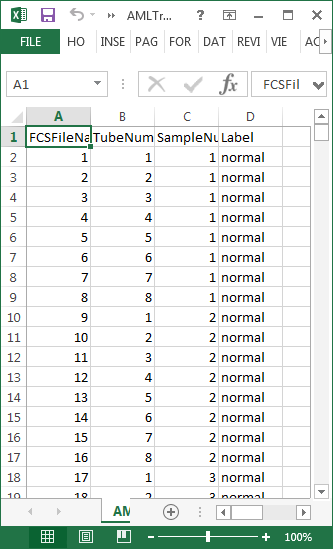 AMLTr...
FILE HO INSE PAG FOR DAT REVI VIE AC
A1 fx FCSFil
A B C D
1 FCSFileNa TubeNum SampleNu Label
2 1 1 1 normal
3 2 2 1 normal
4 3 3 1 normal
5 4 4 1 normal
6 5 5 1 normal
7 6 6 1 normal
8 7 7 1 normal
9 8 8 1 normal
10 9 1 2 normal
11 10 2 2 normal
12 11 3 2 normal
13 12 4 2 normal
14 13 5 2 normal
15 14 6 2 normal
16 15 7 2 normal
17 16 8 2 normal
18 17 1 3 normal
19 18 2 3 normal
AM
100%